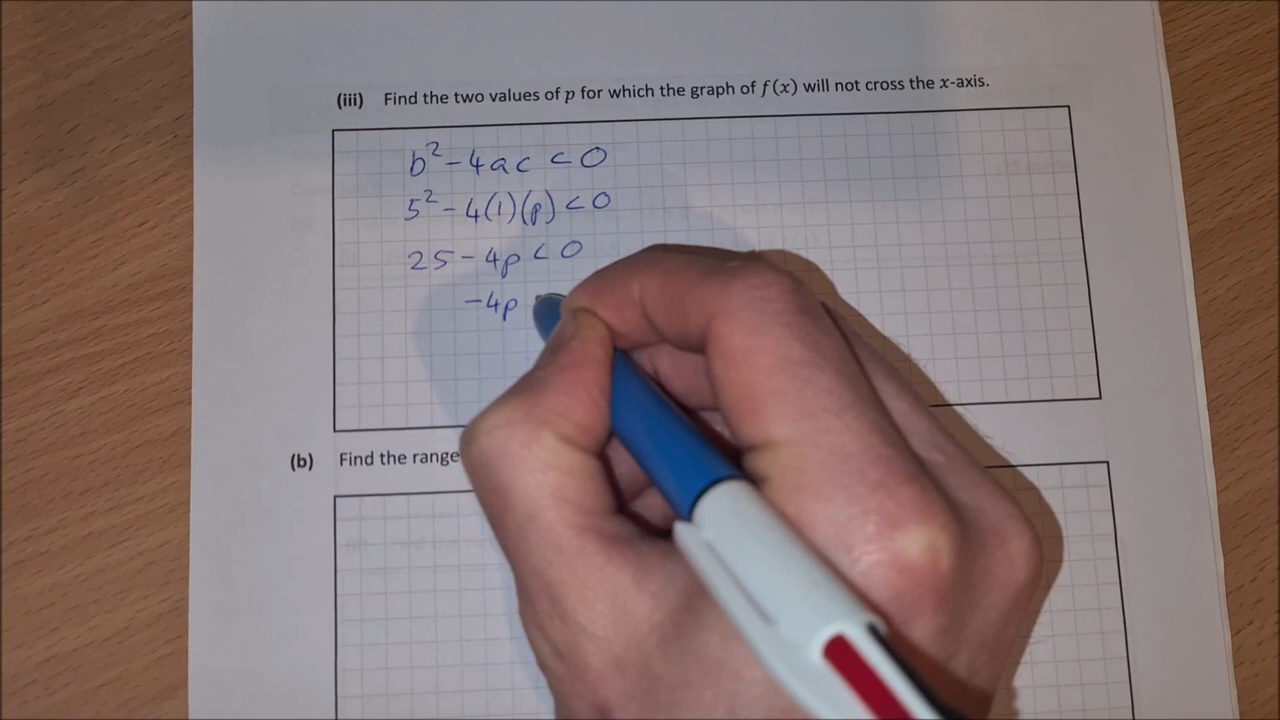 (iii) Find the two values of p for which the graph of f(x) will not cross the x-axis.
b² - 4ac < 0
5² - 4(1)(p) < 0
25 - 4p < 0
-4p
(b) Find the range